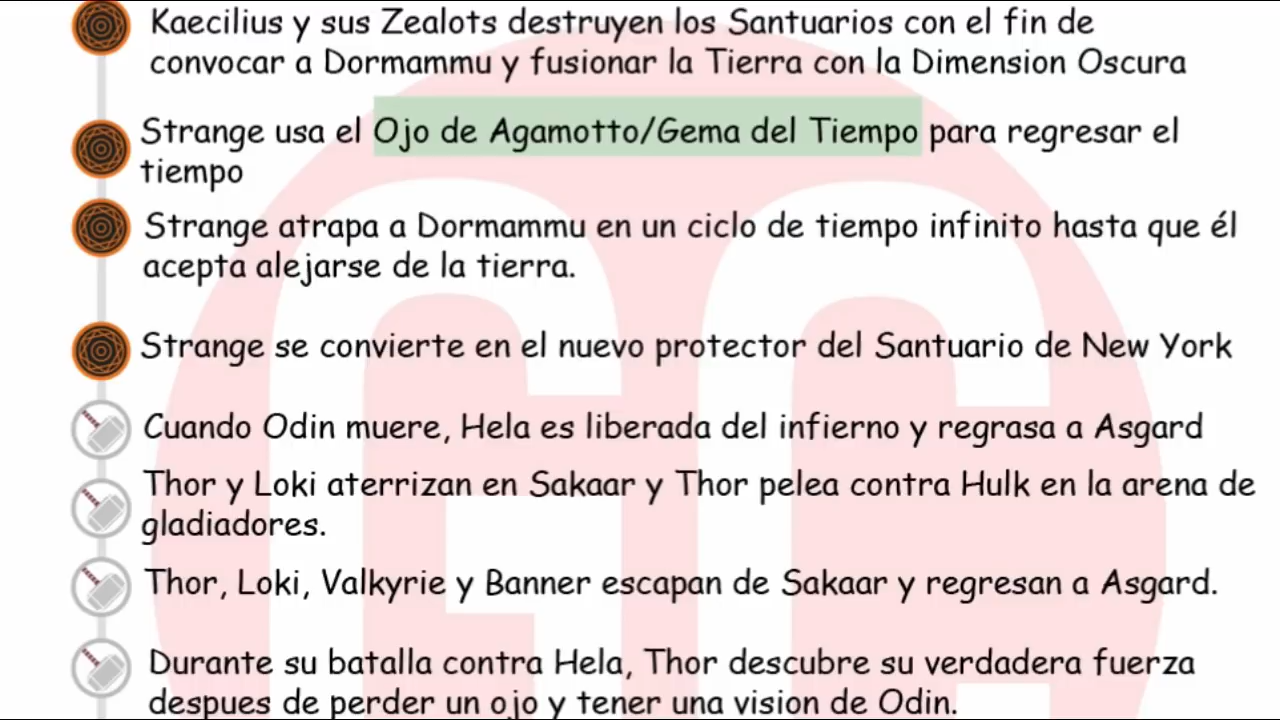 Kaecilius y sus Zealots destruyen los Santuarios con el fin de
convocar a Dormammu y fusionar la Tierra con la Dimension Oscura
Strange usa el Ojo de Agamotto/Gema del Tiempo para regresar el
tiempo
Strange atrapa a Dormammu en un ciclo de tiempo infinito hasta que él
acepta alejarse de la tierra.
Strange se convierte en el nuevo protector del Santuario de New York
Cuando Odin muere, Hela es liberada del infierno y regrasa a Asgard
Thor y Loki aterrizan en Sakaar y Thor pelea contra Hulk en la arena de
gladiadores.
Thor, Loki, Valkyrie y Banner escapan de Sakaar y regresan a Asgard.
Durante su batalla contra Hela, Thor descubre su verdadera fuerza
despues de perder un ojo y tener una vision de Odin.